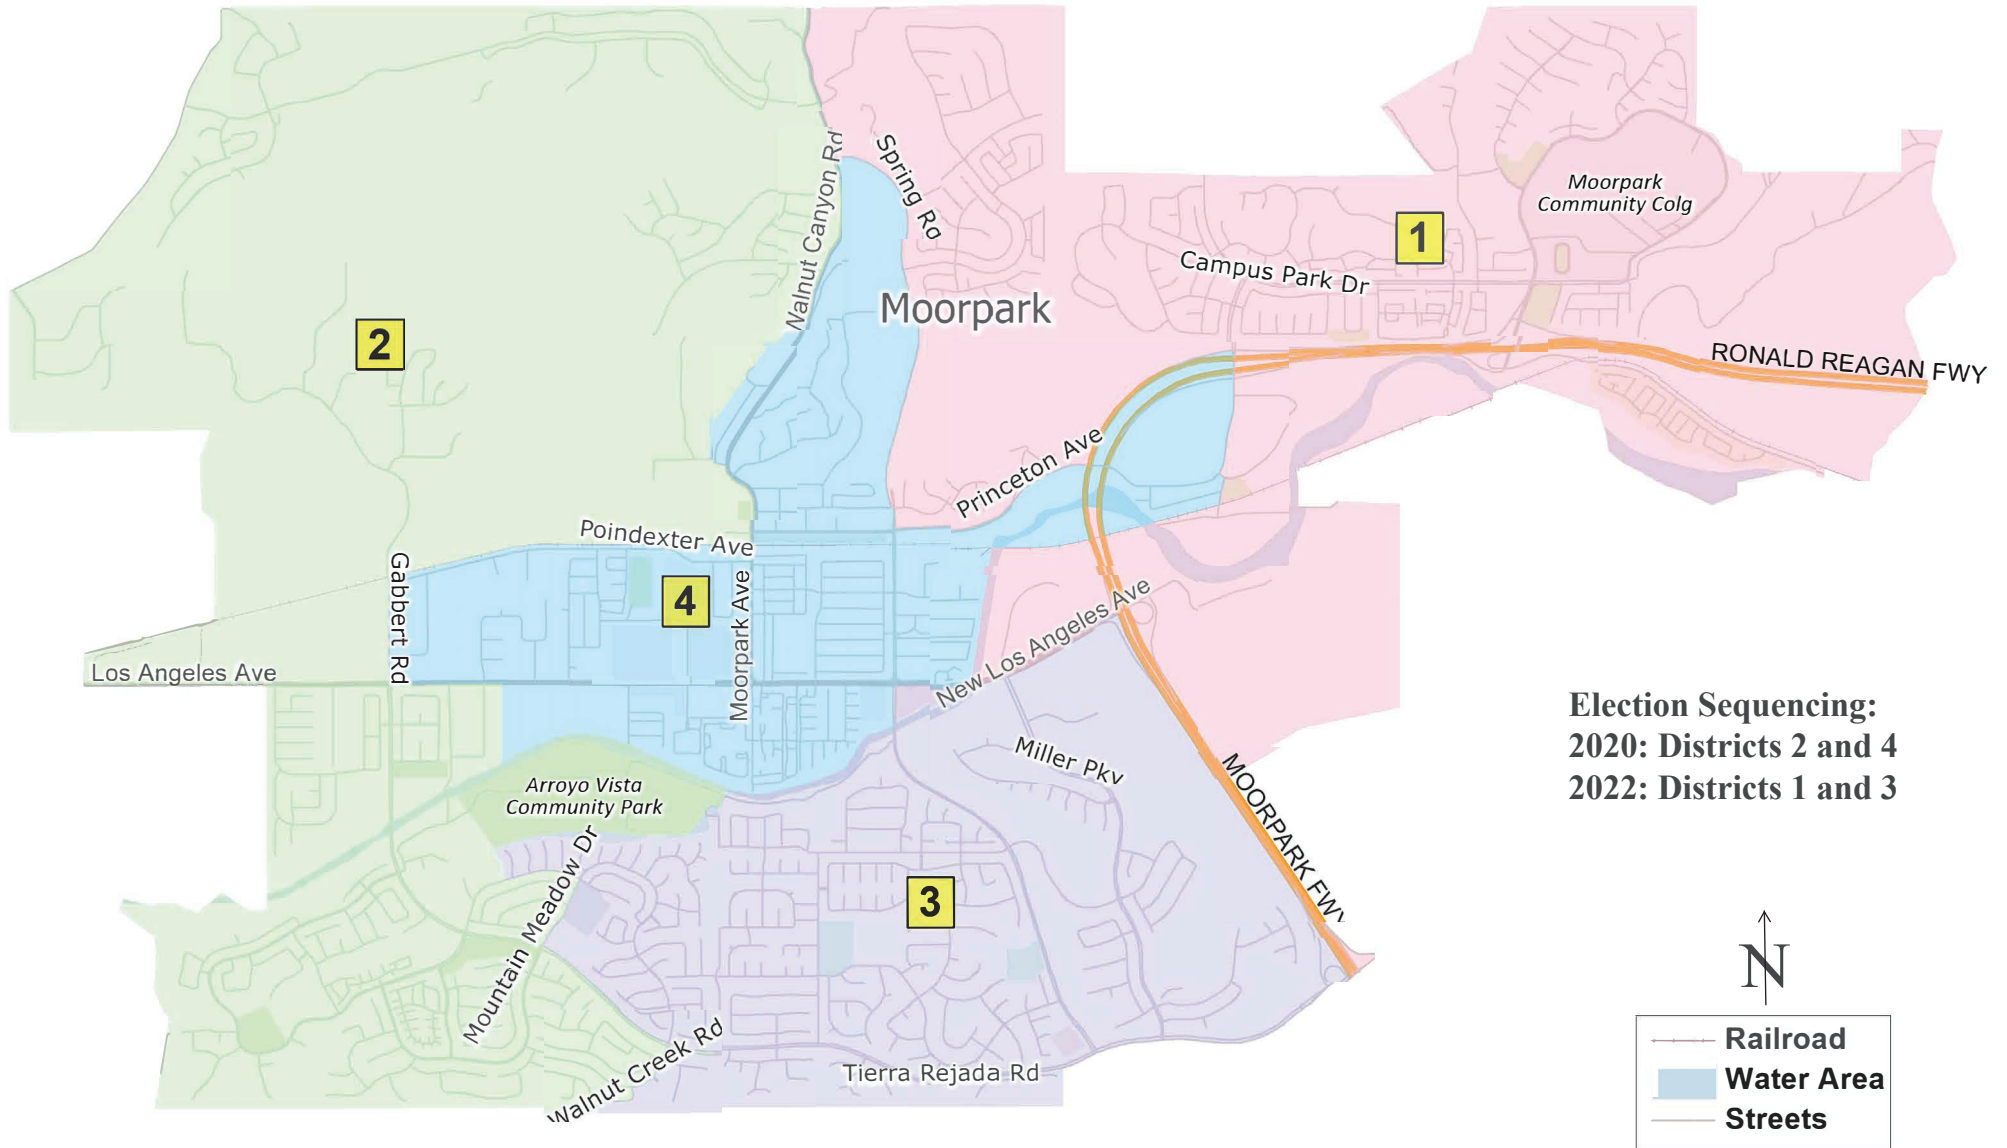 Walnut Canyon Rd
Spring Rd
Moorpark
Community Colg
1
Campus Park Dr
Moorpark
2
RONALD REAGAN FWY
Princeton Ave
Poindexter Ave
Gabbert Rd
4
Moorpark Ave
New Los Angeles Ave
Los Angeles Ave
Election Sequencing:
2020: Districts 2 and 4
2022: Districts 1 and 3
Miller Pkv
MOORPARK FWY
Arroyo Vista
Community Park
Mountain Meadow Dr
3
Walnut Creek Rd
Tierra Rejada Rd
N
Railroad
Water Area
Streets